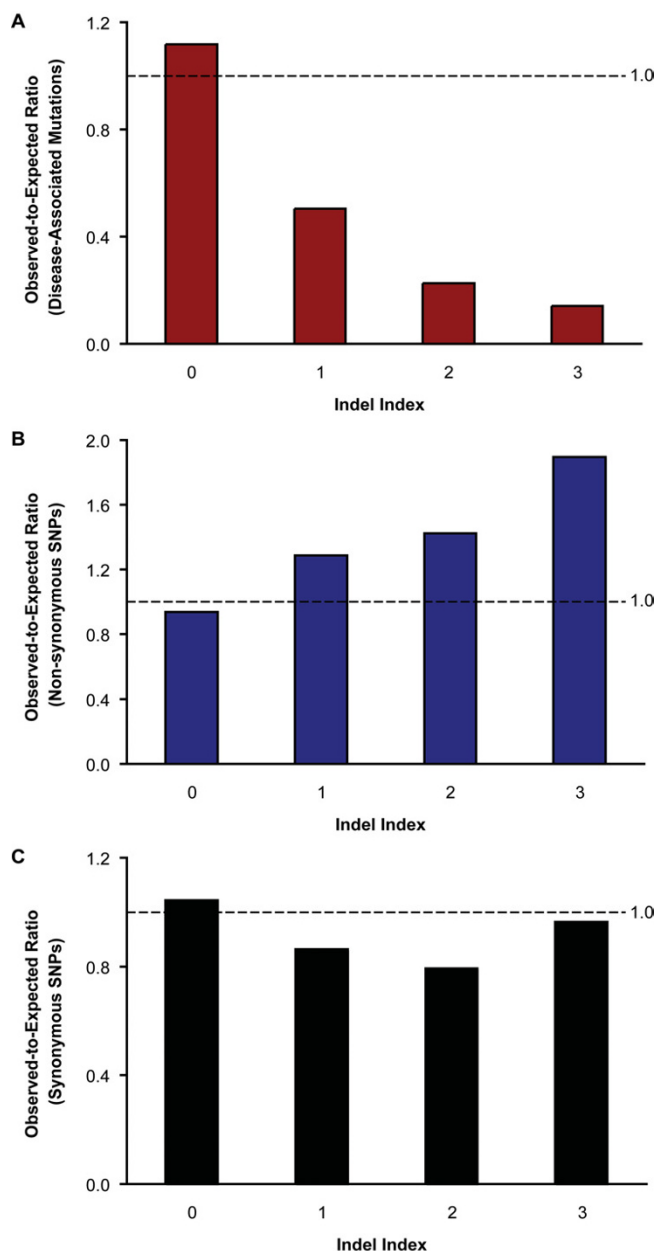 A
Observed-to-Expected Ratio
(Disease-Associated Mutations)
1.2
0.8
0.4
0.0
1.0
0 1 2 3
Indel Index
B
Observed-to-Expected Ratio
(Non-synonymous SNPs)
2.0
1.6
1.2
0.8
0.4
0.0
1.0
0 1 2 3
Indel Index
C
Observed-to-Expected Ratio
(Synonymous SNPs)
1.2
0.8
0.4
0.0
1.0
0 1 2 3
Indel Index